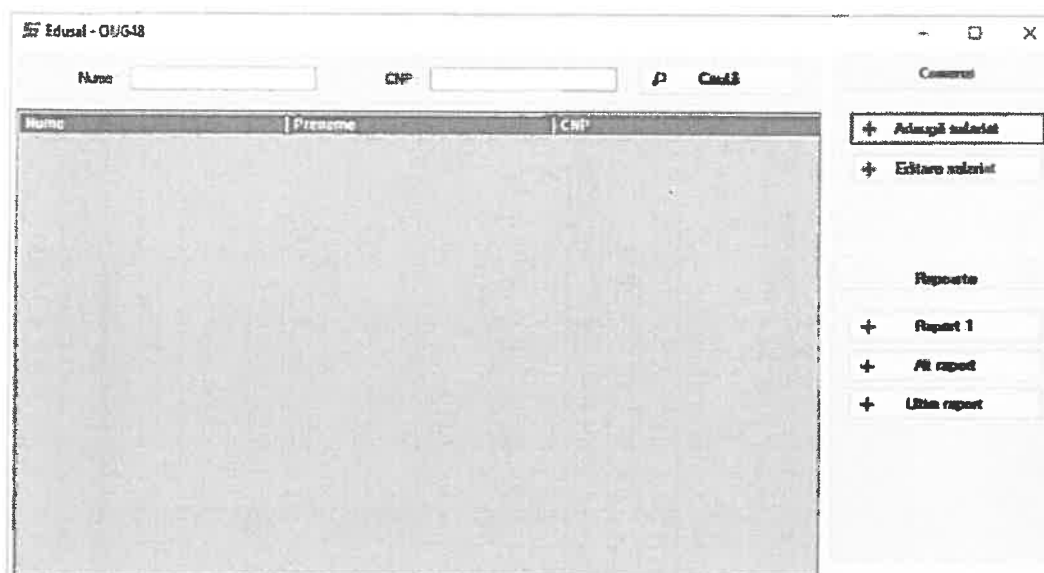 Edusal - OUG48
Nume
CNP
Caută
Comenzi
Nume
Prenume
CNP
Adaugă salariat
Editare salariat
Rapoarte
Raport 1
Alt raport
Ultim raport